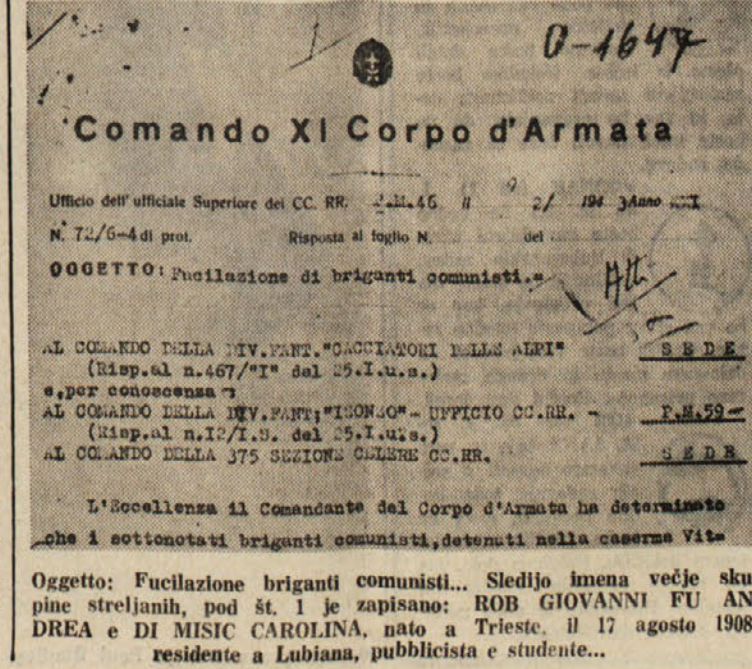 0-1647
Comando XI Corpo d'Armata
Ufficio dell' ufficiale Superiore dei CC. RR. P.M.46 li 9 2/ 194 3 Anno XXI
N. 72/6-4 di prot. Risposta al foglio N. del
OGGETTO: Fucilazione di briganti comunisti.=
Atti
AL COMANDO DELLA DIV.FANT."CACCIATORI DELLE ALPI" SEDE
(Risp.al n.467/"I" del 25.I.u.s.)
e,per conoscenza
AL COMANDO DELLA DIV.FANT;"ISONZO"- UFFICIO CC.RR. - P.M.59-
(Risp.al n.I2/I.S. del 25.I.u.s.)
AL COMANDO DELLA 375 SEZIONE CELERE CC.RR. SEDE
L'Eccellenza il Comandante del Corpo d'Armata ha determinato
che i sottonotati briganti comunisti,detenuti nella caserma Vit=
Oggetto: Fucilazione briganti comunisti... Sledijo imena večje sku
pine streljanih, pod št. 1 je zapisano: ROB GIOVANNI FU AN
DREA e DI MISIC CAROLINA, nato a Trieste, il 17 agosto 1908
residente a Lubiana, pubblicista e studente...